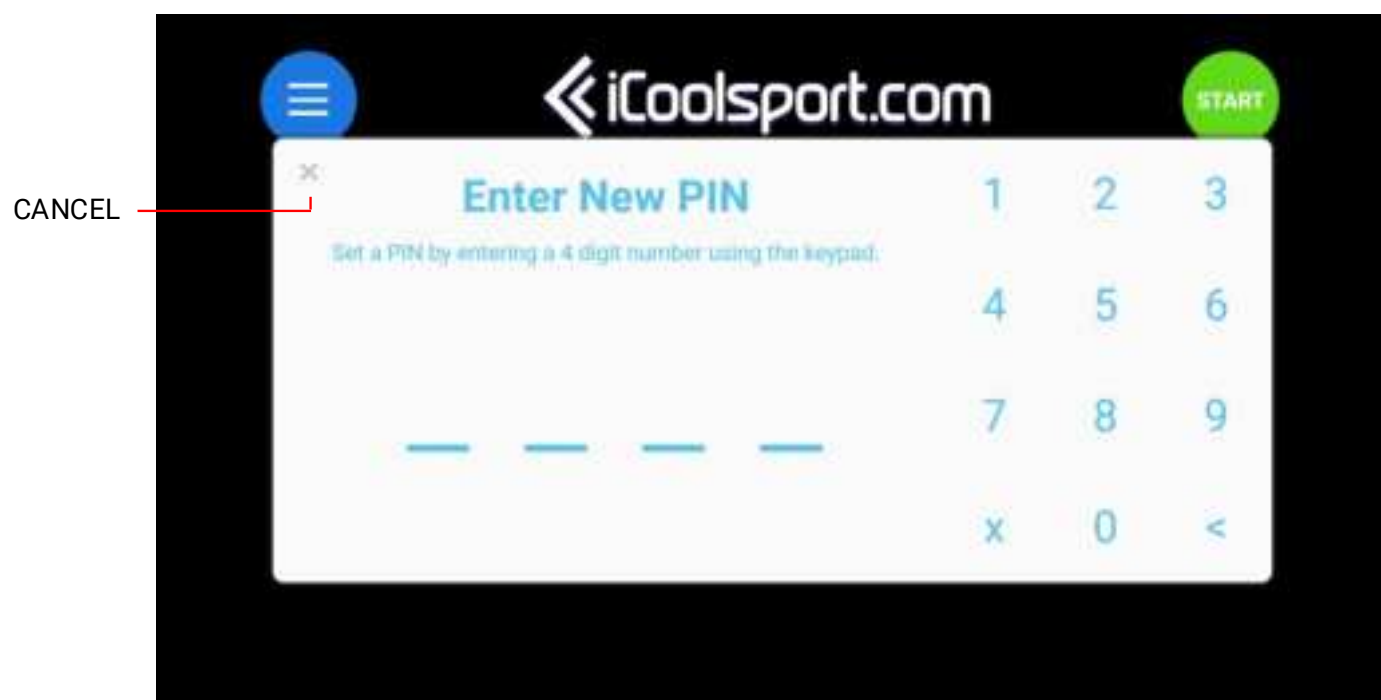 iCoolsport.com
START
×
CANCEL
Enter New PIN
Set a PIN by entering a 4 digit number using the keypad.
1 2 3
4 5 6
7 8 9
x 0 <